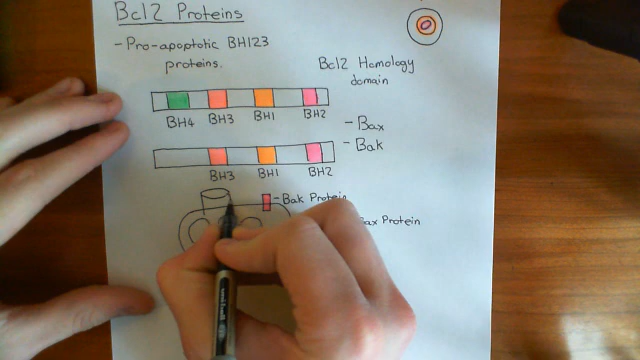 Bcl2 Proteins
- Pro-apoptotic BH123
proteins.
Bcl2 Homology
domain
BH4 BH3 BH1 BH2
- Bax
- Bak
BH3 BH1 BH2
- Bak Protein
Protein